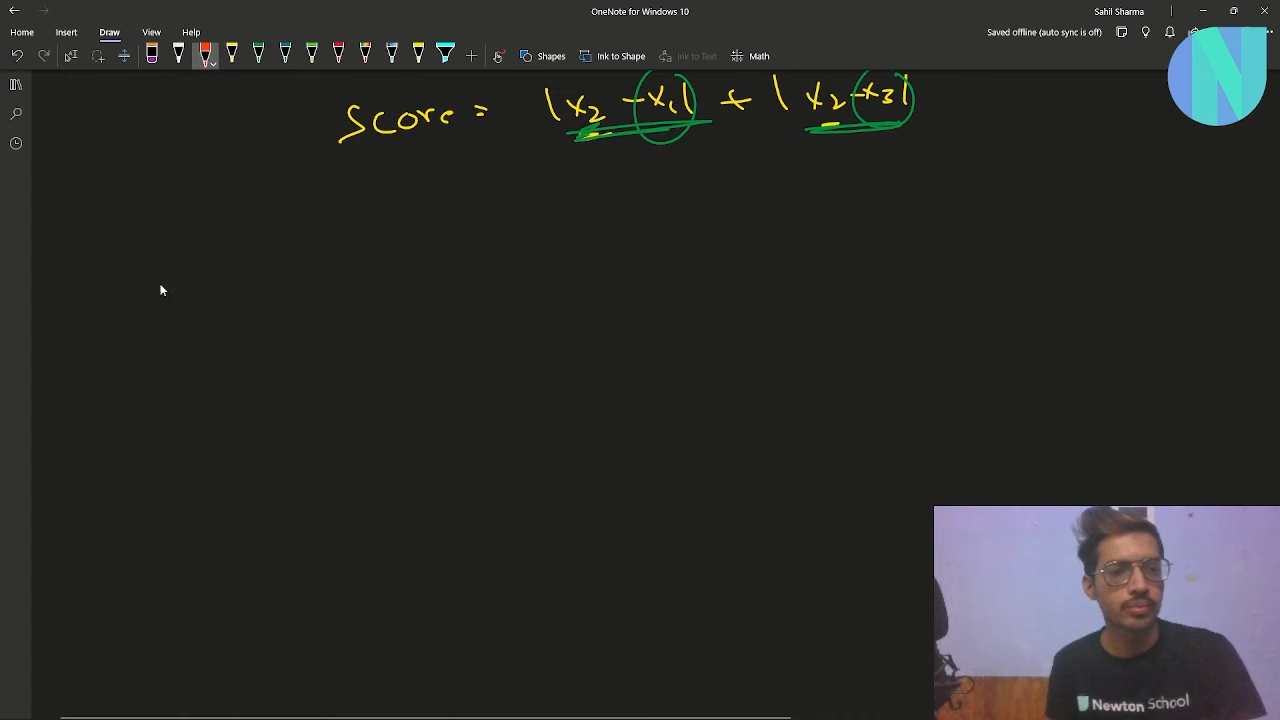 OneNote for Windows 10
Sahil Sharma
Home Insert Draw View Help
Saved offline (auto sync is off)
Shapes Ink to Shape Ink to Text Math
Score = |x₂ - x₁| + |x₂ - x₃|
N
Newton School